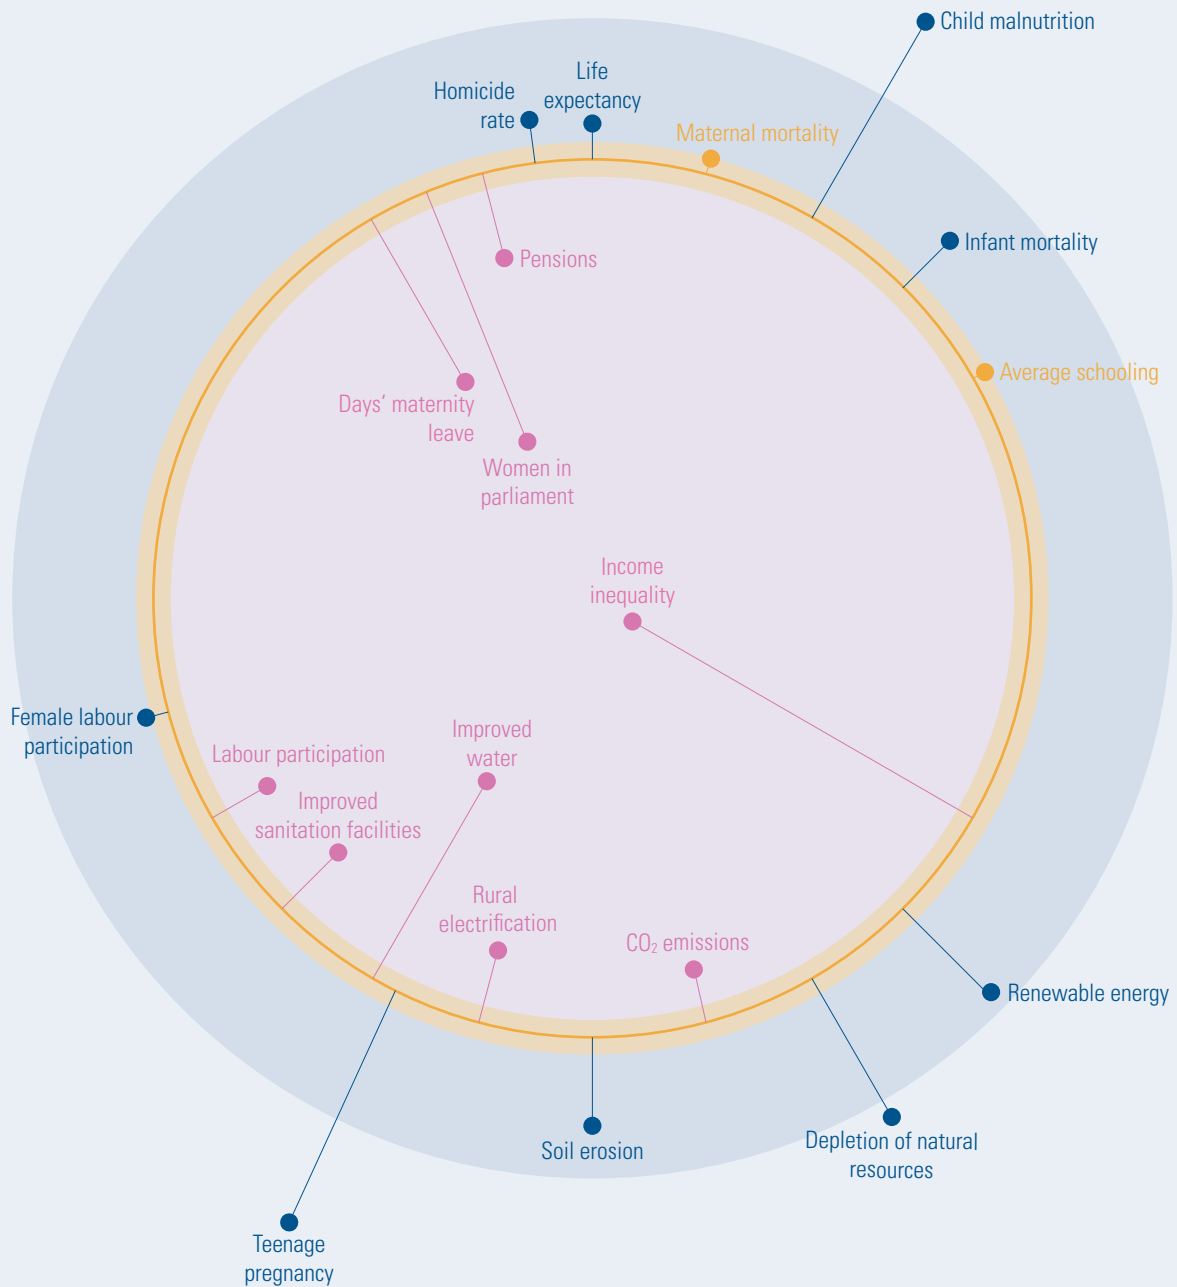 Child malnutrition
Life
expectancy
Homicide
rate
Maternal mortality
Infant mortality
Pensions
Average schooling
Days’ maternity
leave
Women in
parliament
Income
inequality
Female labour
participation
Improved
water
Labour participation
Improved
sanitation facilities
Rural
electrification
CO₂ emissions
Renewable energy
Depletion of natural
resources
Soil erosion
Teenage
pregnancy